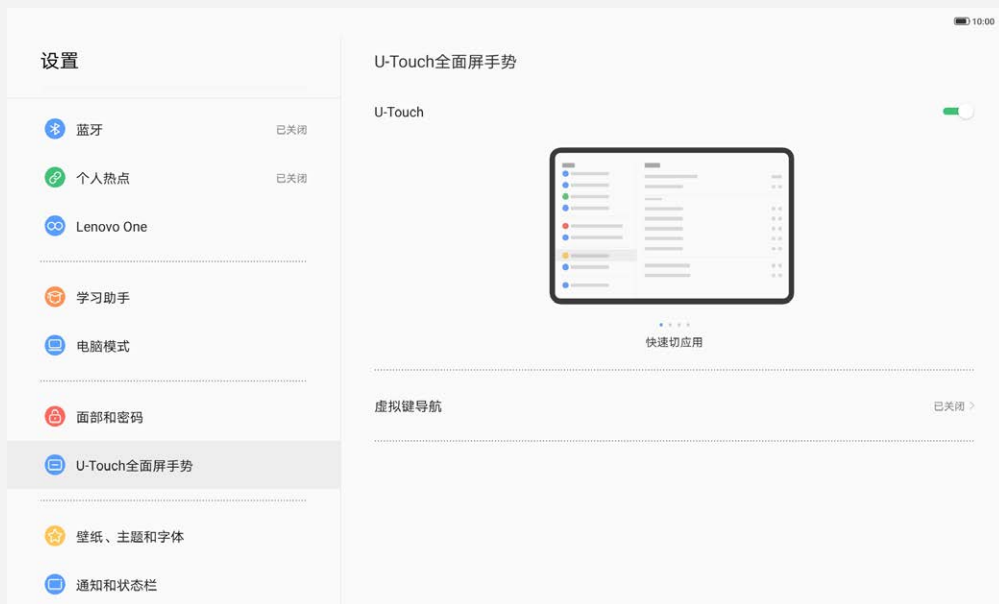 10:00
设置
蓝牙 已关闭
个人热点 已关闭
Lenovo One
学习助手
电脑模式
面部和密码
U-Touch全面屏手势
壁纸、主题和字体
通知和状态栏
U-Touch全面屏手势
U-Touch
快速切应用
虚拟键导航 已关闭